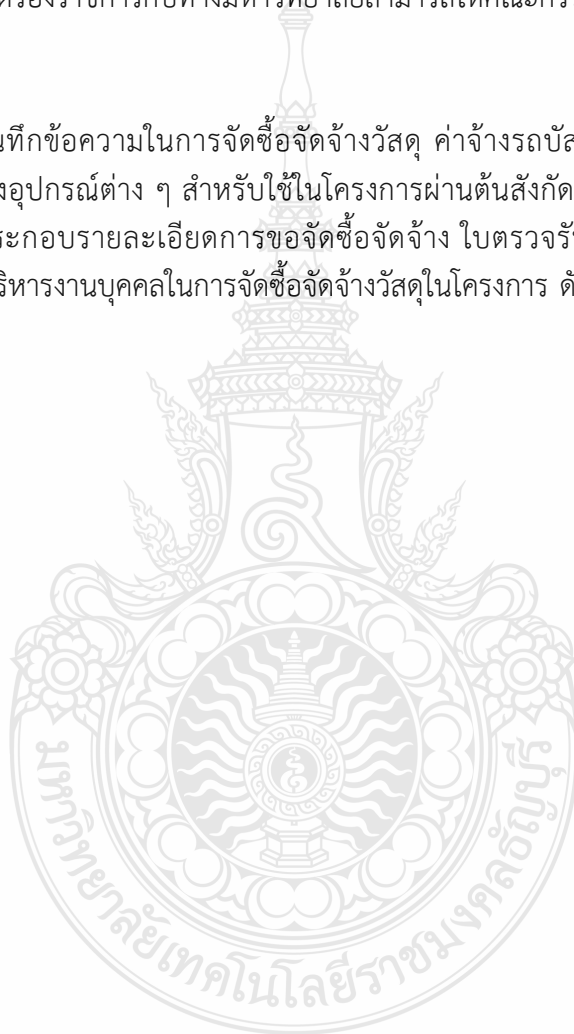 นทึกข้อความในการจัดซื้อจัดจ้างวัสดุ ค่าจ้างรถบัส
งอุปกรณ์ต่าง ๆ สำหรับใช้ในโครงการผ่านต้นสังกัด
ระกอบรายละเอียดการขอจัดซื้อจัดจ้าง ใบตรวจรั
ริหารงานบุคคลในการจัดซื้อจัดจ้างวัสดุในโครงการ ดั
มหาวิทยาลัยเทคโนโลยีราชมงคลธัญบุรี